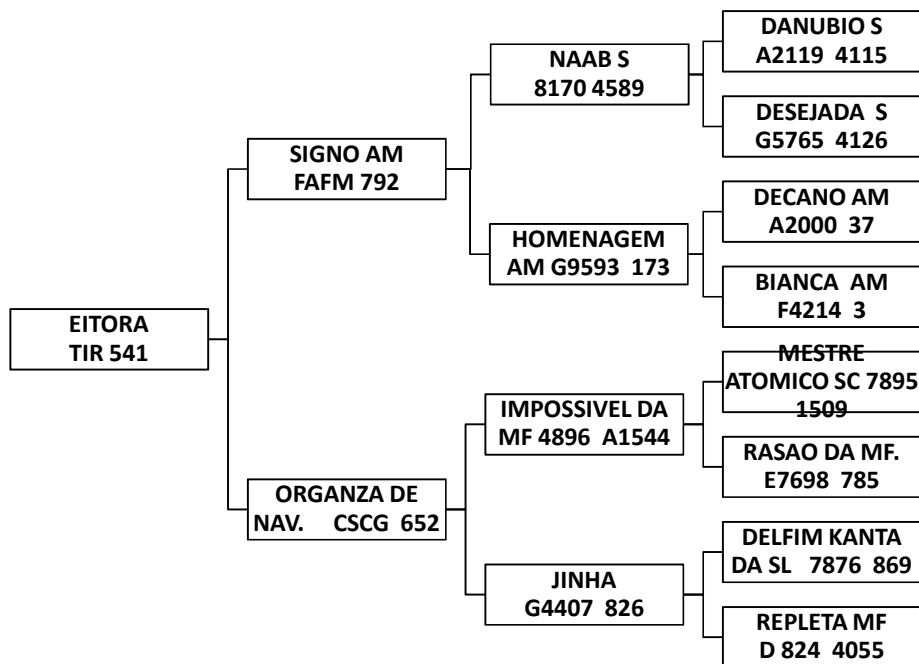 DANUBIO S
A2119 4115
NAAB S
8170 4589
DESEJADA S
G5765 4126
SIGNO AM
FAFM 792
DECANO AM
A2000 37
HOMENAGEM
AM G9593 173
BIANCA AM
F4214 3
EITORA
TIR 541
MESTRE
ATOMICO SC 7895
1509
IMPOSSIVEL DA
MF 4896 A1544
RASAO DA MF.
E7698 785
ORGANZA DE
NAV. CSCG 652
DELFIM KANTA
DA SL 7876 869
JINHA
G4407 826
REPLETA MF
D 824 4055